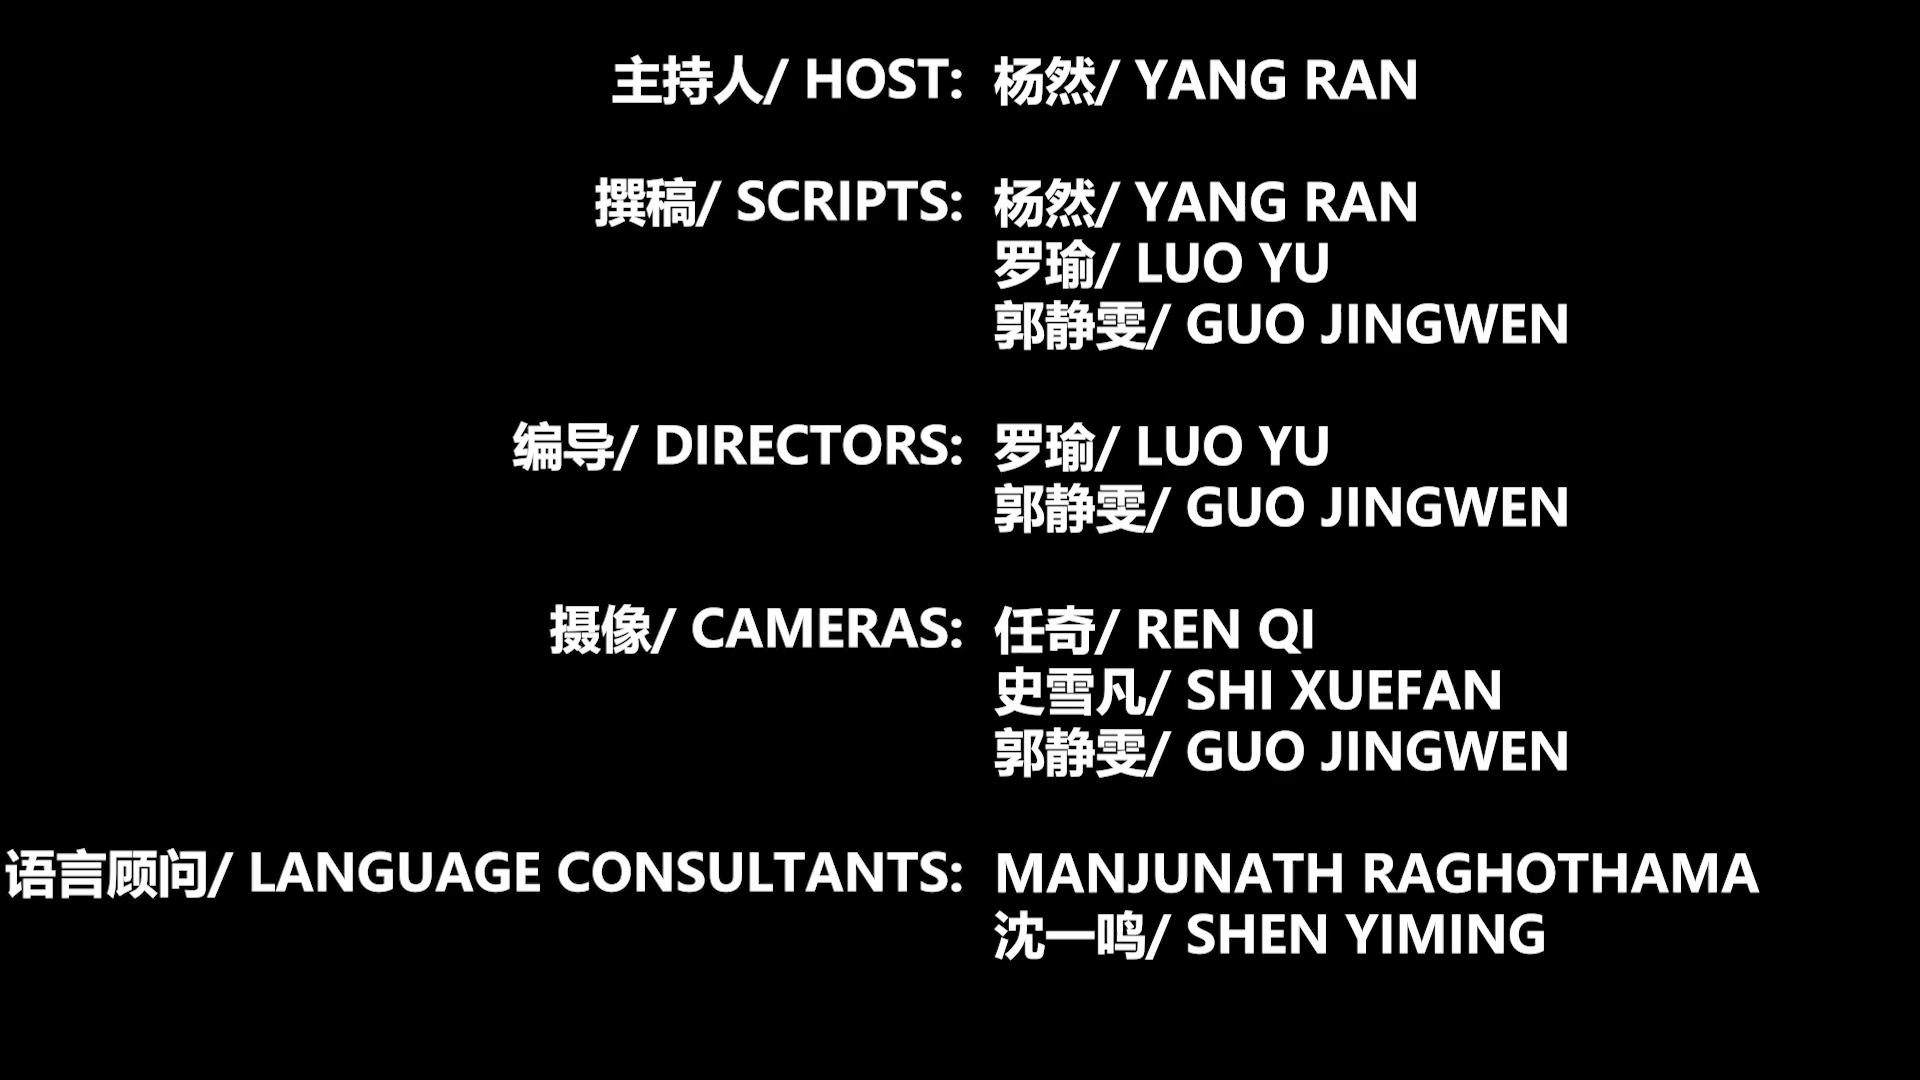 主持人/ HOST: 杨然/ YANG RAN
撰稿/ SCRIPTS: 杨然/ YANG RAN
罗瑜/ LUO YU
郭静雯/ GUO JINGWEN
编导/ DIRECTORS: 罗瑜/ LUO YU
郭静雯/ GUO JINGWEN
摄像/ CAMERAS: 任奇/ REN QI
史雪凡/ SHI XUEFAN
郭静雯/ GUO JINGWEN
语言顾问/ LANGUAGE CONSULTANTS: MANJUNATH RAGHOTHAMA
沈一鸣/ SHEN YIMING